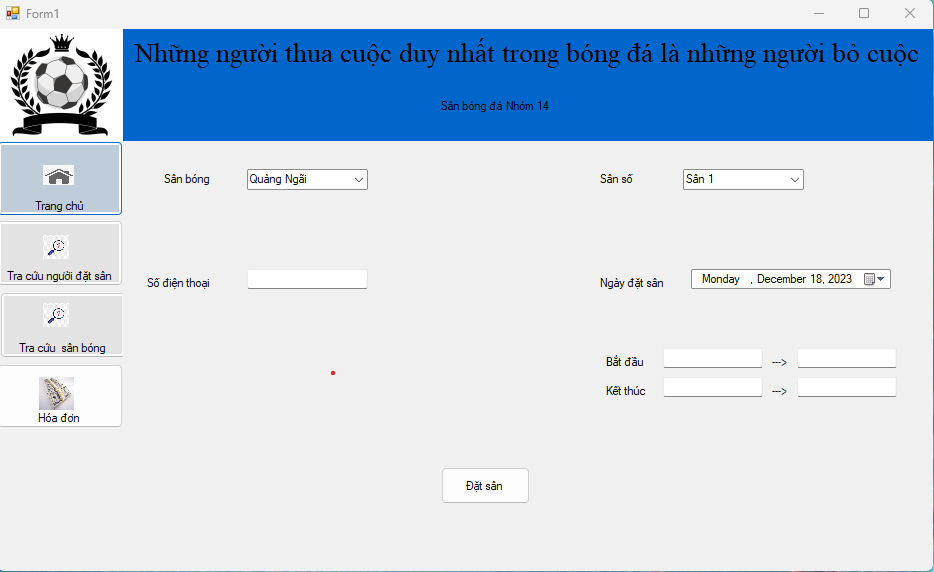 Form1
Những người thua cuộc duy nhất trong bóng đá là những người bỏ cuộc
Sân bóng đá Nhóm 14
Trang chủ
Tra cứu người đặt sân
Tra cứu sân bóng
Hóa đơn
Sân bóng
Quảng Ngãi
Sân số
Sân 1
Số điện thoại
Ngày đặt sân
Monday , December 18, 2023
Bắt đầu --->
Kết thúc --->
Đặt sân